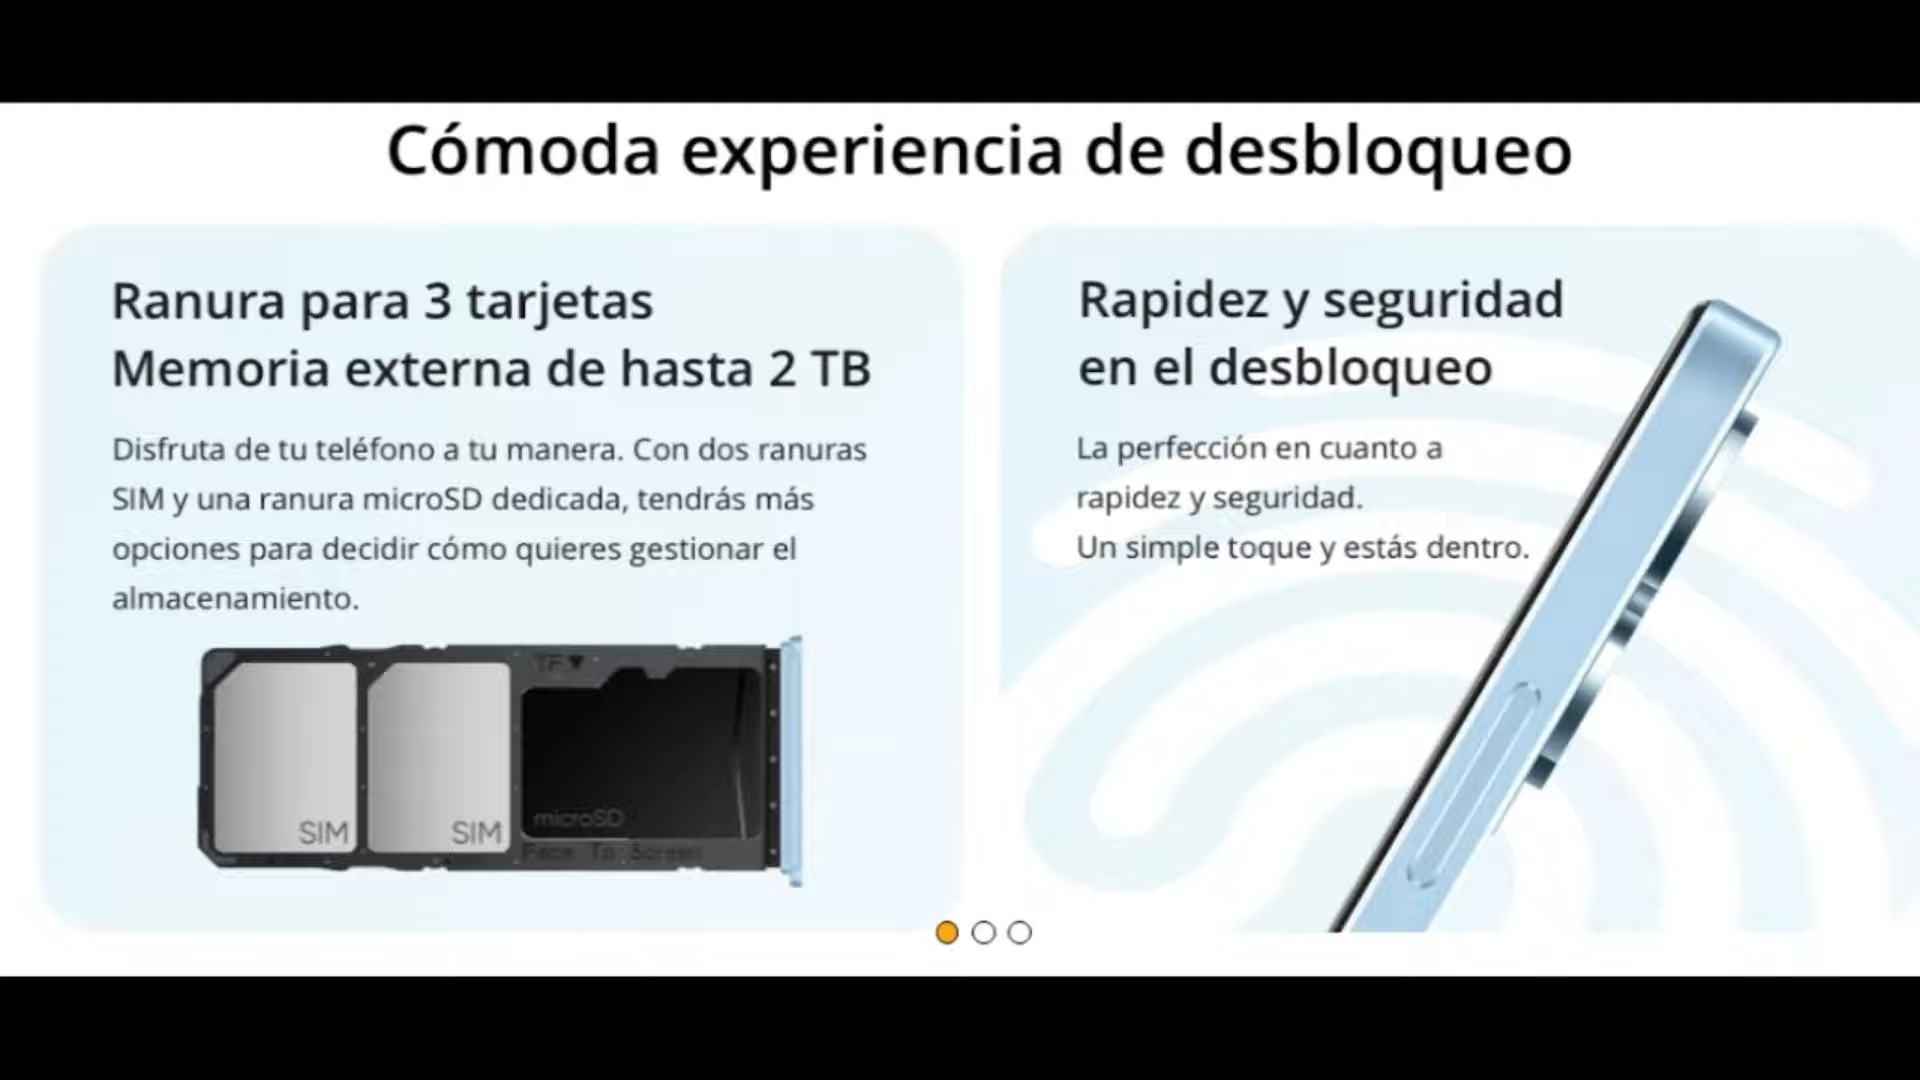 Cómoda experiencia de desbloqueo
Ranura para 3 tarjetas
Memoria externa de hasta 2 TB
Disfruta de tu teléfono a tu manera. Con dos ranuras
SIM y una ranura microSD dedicada, tendrás más
opciones para decidir cómo quieres gestionar el
almacenamiento.
TF
SIM
SIM
microSD
Face To Screen
Rapidez y seguridad
en el desbloqueo
La perfección en cuanto a
rapidez y seguridad.
Un simple toque y estás dentro.